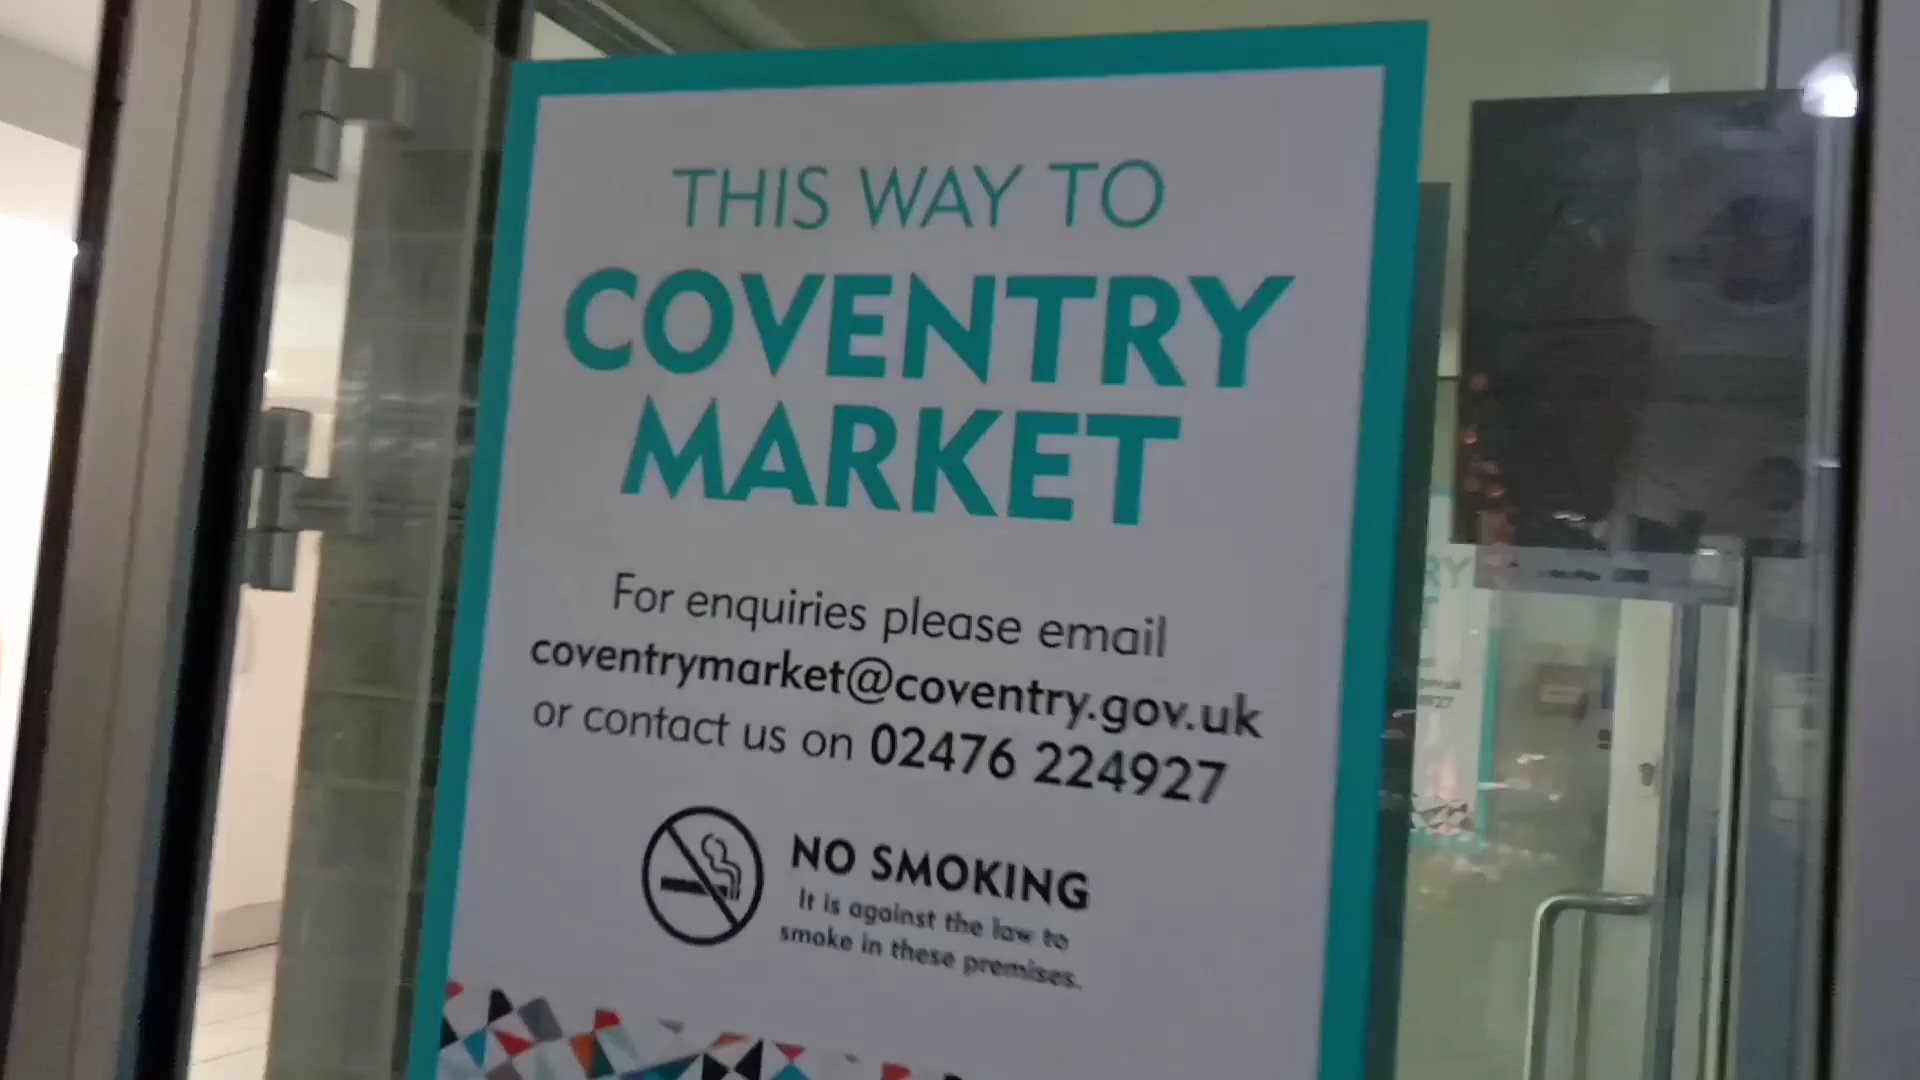 THIS WAY TO
COVENTRY
MARKET
For enquiries please email
coventrymarket@coventry.gov.uk
or contact us on 02476 224927
NO SMOKING
It is against the law to
smoke in these premises.
RY